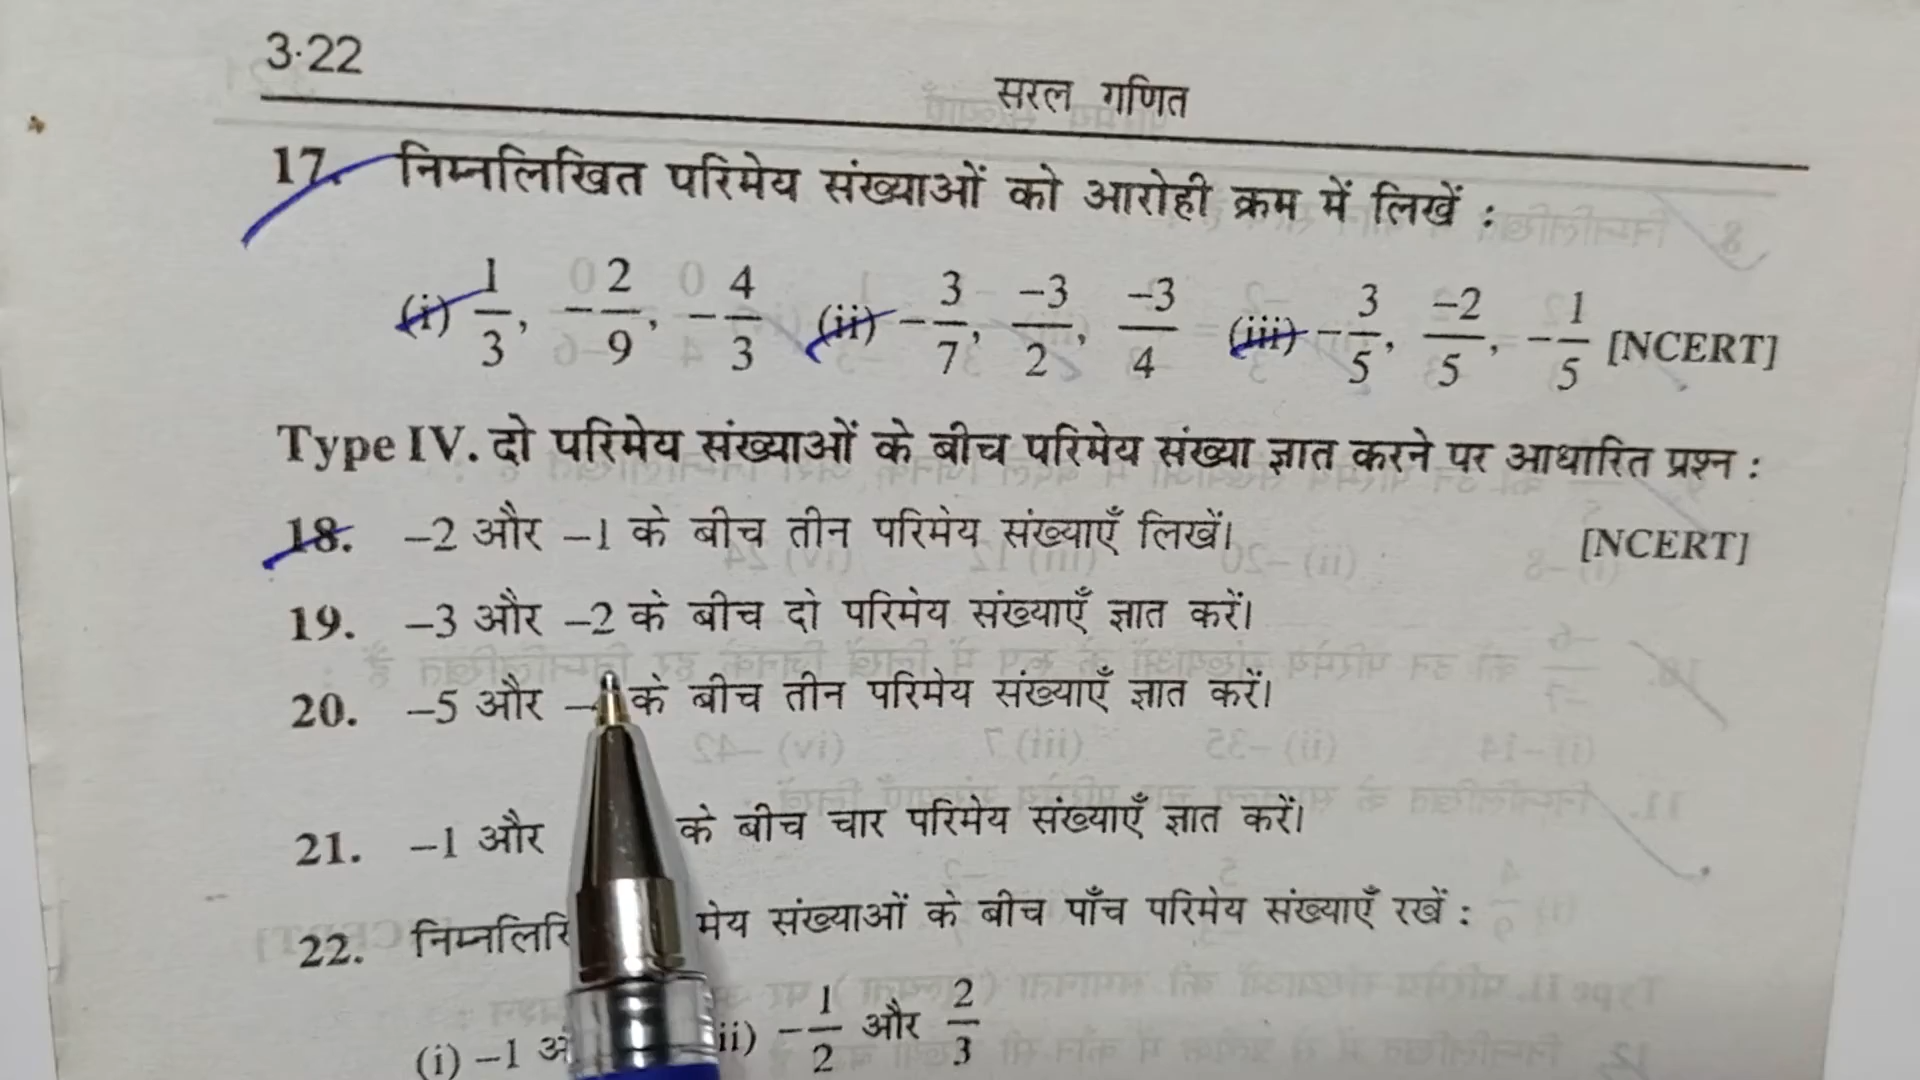 3·22
सरल गणित
17. निम्नलिखित परिमेय संख्याओं को आरोही क्रम में लिखें :
(i) 1/3, -2/9, -4/3 (ii) -3/7, -3/2, -3/4 (iii) -3/5, -2/5, -1/5 [NCERT]
Type IV. दो परिमेय संख्याओं के बीच परिमेय संख्या ज्ञात करने पर आधारित प्रश्न :
18. –2 और –1 के बीच तीन परिमेय संख्याएँ लिखें। [NCERT]
19. –3 और –2 के बीच दो परिमेय संख्याएँ ज्ञात करें।
20. –5 और के बीच तीन परिमेय संख्याएँ ज्ञात करें।
21. –1 और के बीच चार परिमेय संख्याएँ ज्ञात करें।
22. संख्याओं के बीच पाँच परिमेय संख्याएँ रखें :
(i) –1 -1/2 और 2/3